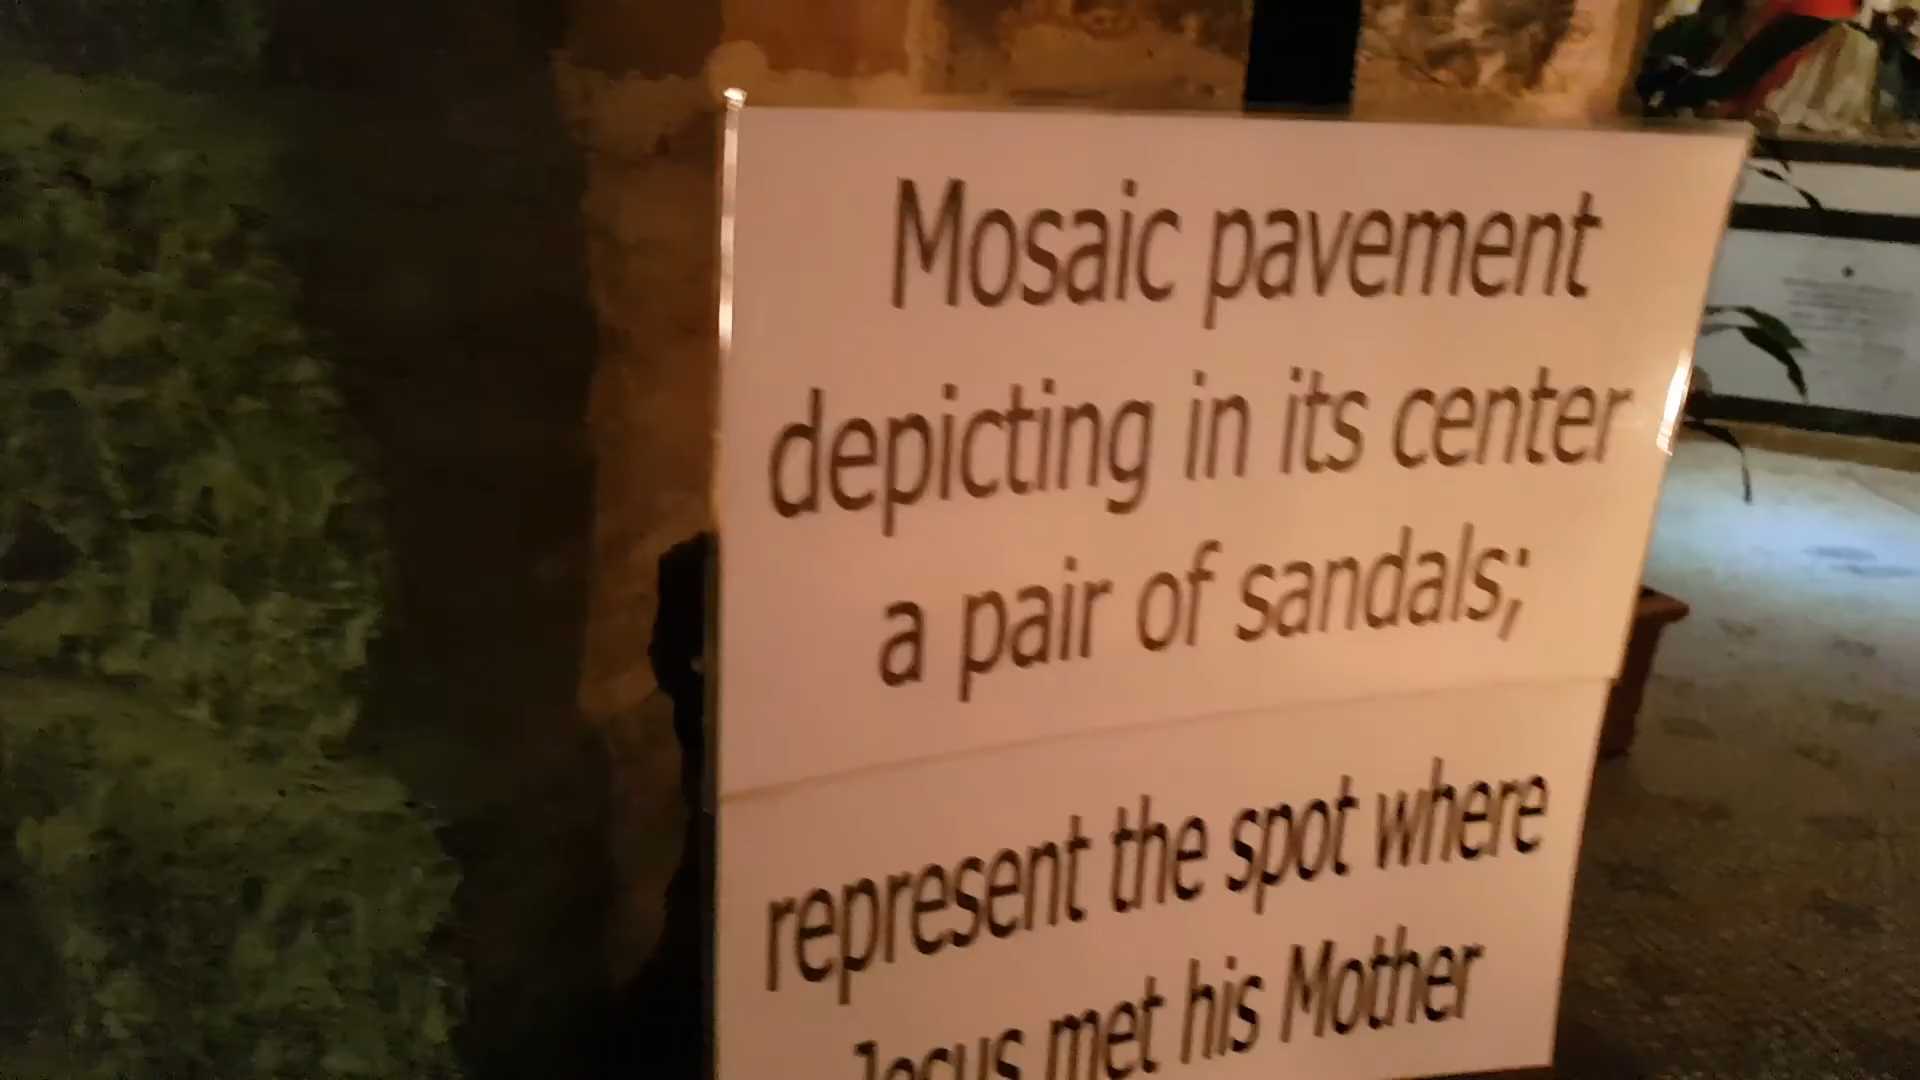 Mosaic pavement
depicting in its center
a pair of sandals;
represent the spot where
Jesus met his Mother